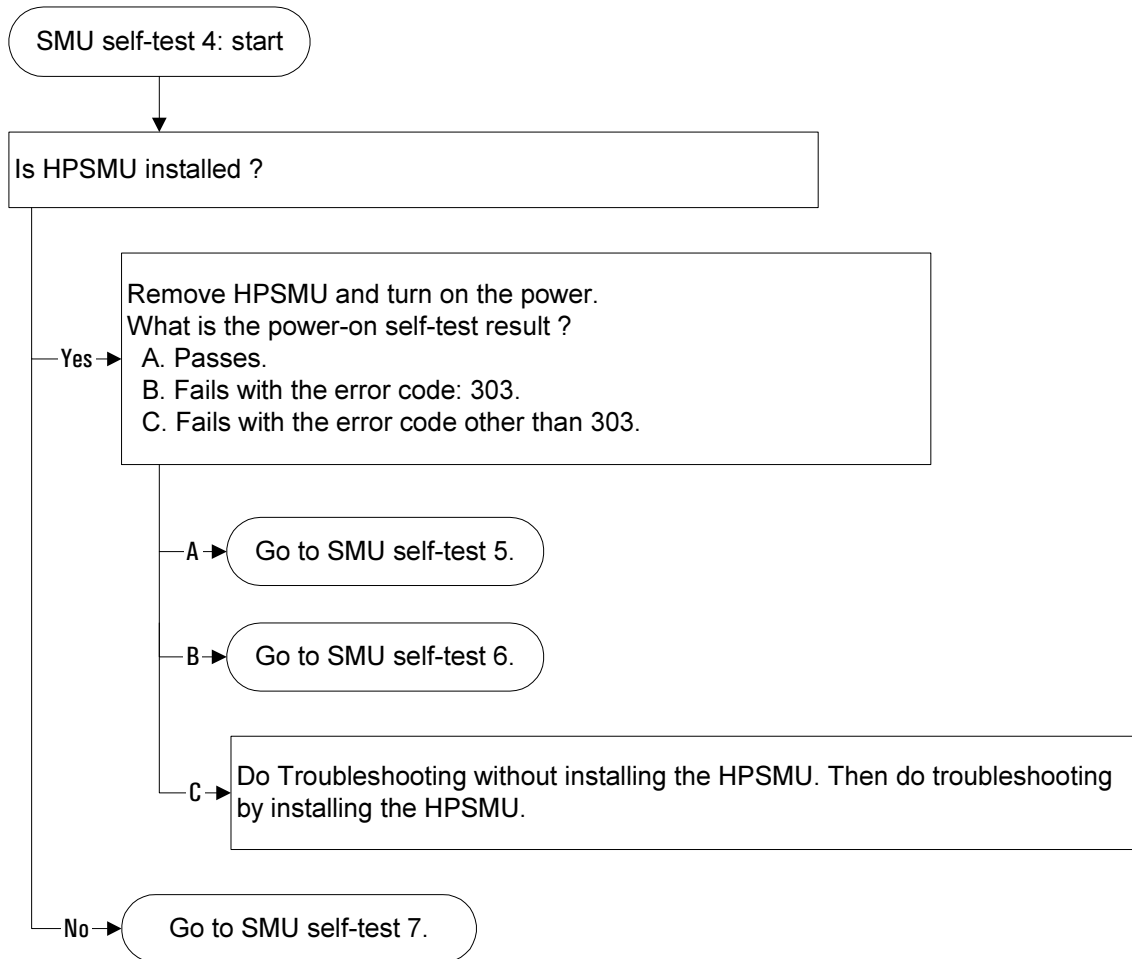 SMU self-test 4: start
Is HPSMU installed ?
Yes
Remove HPSMU and turn on the power.
What is the power-on self-test result ?
A. Passes.
B. Fails with the error code: 303.
C. Fails with the error code other than 303.
A
Go to SMU self-test 5.
B
Go to SMU self-test 6.
C
Do Troubleshooting without installing the HPSMU. Then do troubleshooting
by installing the HPSMU.
No
Go to SMU self-test 7.